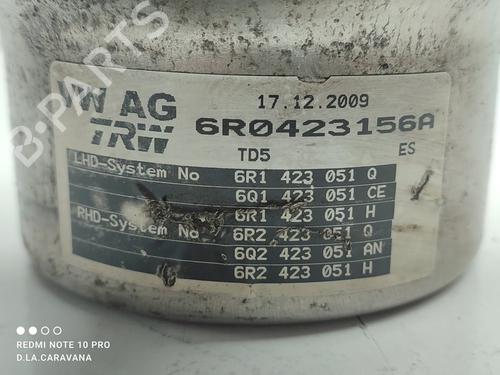 B-PARTS
VW AG
TRW
17.12.2009
6R0423156A
TD5 ES
LHD-System No 6R1 423 051 Q
6Q1 423 051 CE
6R1 423 051 H
RHD-System No 6R2 423 051 Q
6Q2 423 051 AN
6R2 423 051 H
REDMI NOTE 10 PRO
D.LA.CARAVANA